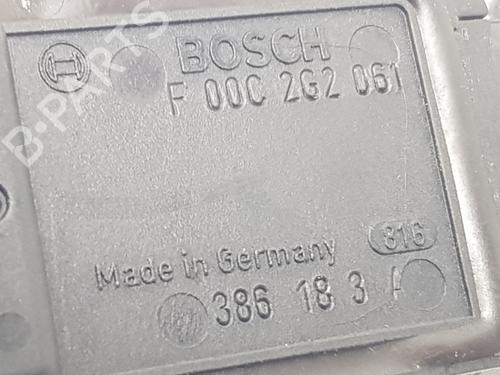 BOSCH
F 00C 2G2 061
Made in Germany 816
386 18 3 A
B-PARTS